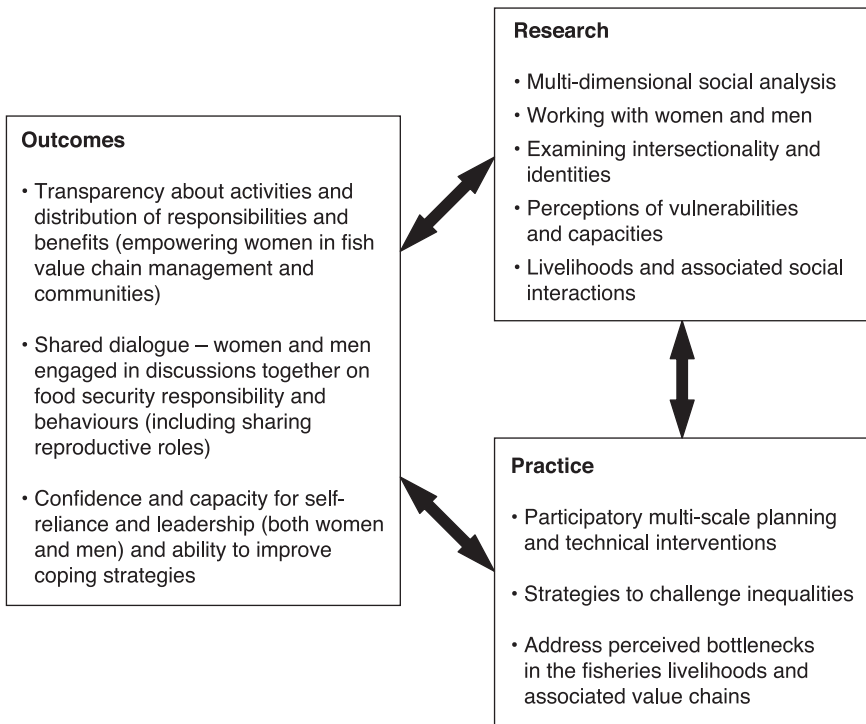 Outcomes
• Transparency about activities and
distribution of responsibilities and
benefits (empowering women in fish
value chain management and
communities)
• Shared dialogue – women and men
engaged in discussions together on
food security responsibility and
behaviours (including sharing
reproductive roles)
• Confidence and capacity for self-
reliance and leadership (both women
and men) and ability to improve
coping strategies
Research
• Multi-dimensional social analysis
• Working with women and men
• Examining intersectionality and
identities
• Perceptions of vulnerabilities
and capacities
• Livelihoods and associated social
interactions
Practice
• Participatory multi-scale planning
and technical interventions
• Strategies to challenge inequalities
• Address perceived bottlenecks
in the fisheries livelihoods and
associated value chains